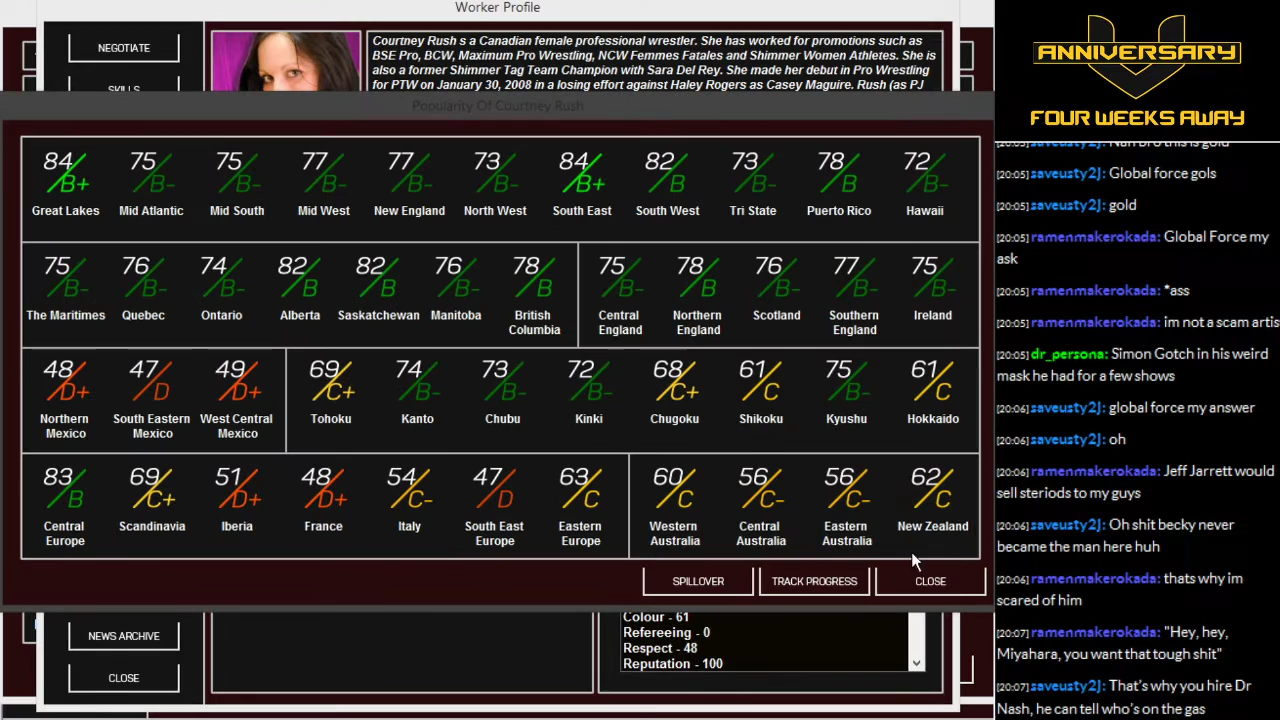 Worker Profile
NEGOTIATE
SKILLS
Courtney Rush s a Canadian female professional wrestler. She has worked for promotions such as
BSE Pro, BCW, Maximum Pro Wrestling, NCW Femmes Fatales and Shimmer Women Athletes. She is
also a former Shimmer Tag Team Champion with Sara Del Rey. She made her debut in Pro Wrestling
for PTW on January 30, 2008 in a losing effort against Haley Rogers as Casey Maguire. Rush (as PJ
Popularity Of Courtney Rush
84/B+ 75/B- 75/B- 77/B- 77/B- 73/B- 84/B+ 82/B 73/B- 78/B 72/B-
Great Lakes Mid Atlantic Mid South Mid West New England North West South East South West Tri State Puerto Rico Hawaii
75/B- 76/B- 74/B- 82/B 82/B 76/B- 78/B 75/B- 78/B 76/B- 77/B- 75/B-
The Maritimes Quebec Ontario Alberta Saskatchewan Manitoba British Central Northern Scotland Southern Ireland
Columbia England England England
48/D+ 47/D 49/D+ 69/C+ 74/B- 73/B- 72/B- 68/C+ 61/C 75/B- 61/C
Northern South Eastern West Central Tohoku Kanto Chubu Kinki Chugoku Shikoku Kyushu Hokkaido
Mexico Mexico Mexico
83/B 69/C+ 51/D+ 48/D+ 54/C- 47/D 63/C 60/C 56/C- 56/C- 62/C
Central Scandinavia Iberia France Italy South East Eastern Western Central Eastern New Zealand
Europe Europe Europe Australia Australia Australia
SPILLOVER TRACK PROGRESS CLOSE
NEWS ARCHIVE
CLOSE
Colour - 61
Refereeing - 0
Respect - 48
Reputation - 100
ANNIVERSARY
FOUR WEEKS AWAY
[20:05] saveusty2J: Nah Bro this is gold
[20:05] saveusty2J: Global force gols
[20:05] saveusty2J: gold
[20:05] ramenmakerokada: Global Force my
ask
[20:05] ramenmakerokada: *ass
[20:05] ramenmakerokada: im not a scam artis
[20:05] dr_persona: Simon Gotch in his weird
mask he had for a few shows
[20:06] saveusty2J: global force my answer
[20:06] saveusty2J: oh
[20:06] ramenmakerokada: Jeff Jarrett would
sell steriods to my guys
[20:06] saveusty2J: Oh shit becky never
became the man here huh
[20:06] ramenmakerokada: thats why im
scared of him
[20:07] ramenmakerokada: "Hey, hey,
Miyahara, you want that tough shit"
[20:07] saveusty2J: That's why you hire Dr
Nash, he can tell who's on the gas